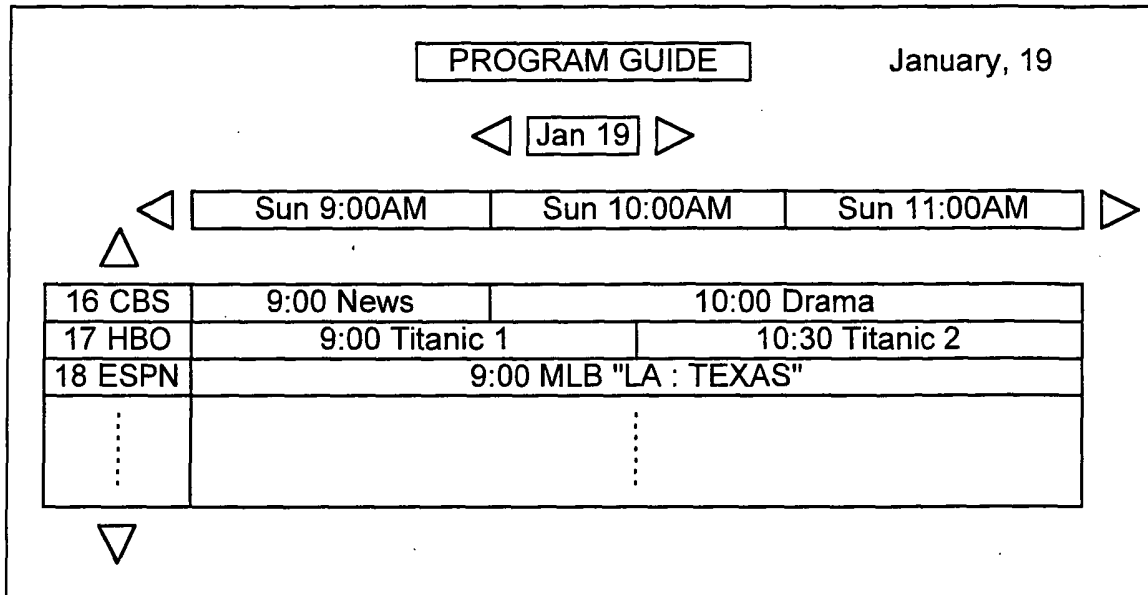 PROGRAM GUIDE January, 19
Jan 19
Sun 9:00AM Sun 10:00AM Sun 11:00AM
16 CBS 9:00 News 10:00 Drama
17 HBO 9:00 Titanic 1 10:30 Titanic 2
18 ESPN 9:00 MLB "LA : TEXAS"